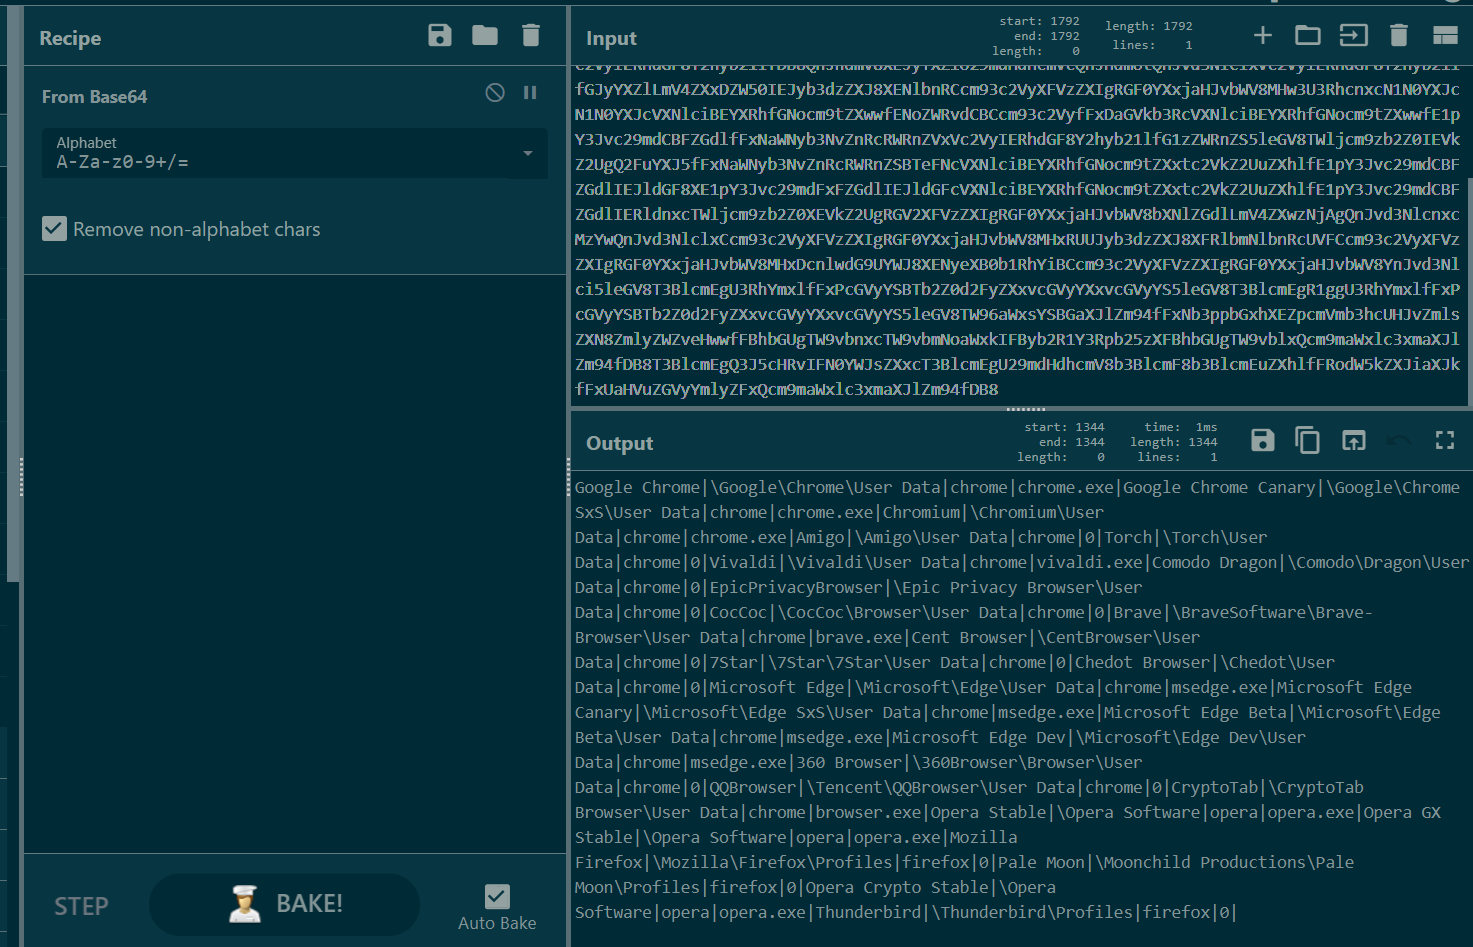 Recipe
From Base64
Alphabet
A-Za-z0-9+/=
Remove non-alphabet chars
STEP
BAKE!
Auto Bake
Input
start: 1792
end: 1792
length: 0
length: 1792
lines: 1
fGJyYXZlLmV4ZXxDZW50IEJyb3dzZXJ8XENlbnRCcm93c2VyXFVzZXIgRGF0YXxjaHJvbWV8MHw3U3RhcnxcN1N0YXJc
N1N0YXJcVXNlciBEYXRhfGNocm9tZXwwfENoZWRvdCBCcm93c2VyfFxDaGVkb3RcVXNlciBEYXRhfGNocm9tZXwwfE1p
Y3Jvc29mdCBFZGdlfFxNaWNyb3NvZnRcRWRnZVxVc2VyIERhdGF8Y2hyb21lfG1zZWRnZS5leGV8TWljcm9zb2Z0IEVk
Z2UgQ2FuYXJ5fFxNaWNyb3NvZnRcRWRnZSBTeFNcVXNlciBEYXRhfGNocm9tZXxtc2VkZ2UuZXhlfE1pY3Jvc29mdCBF
ZGdlIEJldGF8XE1pY3Jvc29mdFxFZGdlIEJldGFcVXNlciBEYXRhfGNocm9tZXxtc2VkZ2UuZXhlfE1pY3Jvc29mdCBF
ZGdlIERldnxcTWljcm9zb2Z0XEVkZ2UgRGV2XFVzZXIgRGF0YXxjaHJvbWV8bXNlZGdlLmV4ZXwzNjAgQnJvd3Nlcnxc
MzYwQnJvd3NlclxCcm93c2VyXFVzZXIgRGF0YXxjaHJvbWV8MHxRUUJyb3dzZXJ8XFRlbmNlbnRcUVFCcm93c2VyXFVz
ZXIgRGF0YXxjaHJvbWV8MHxDcnlwdG9UYWJ8XENyeXB0b1RhYiBCcm93c2VyXFVzZXIgRGF0YXxjaHJvbWV8YnJvd3Nl
ci5leGV8T3BlcmEgU3RhYmxlfFxPcGVyYSBTb2Z0d2FyZXxvcGVyYXxvcGVyYS5leGV8T3BlcmEgR1ggU3RhYmxlfFxP
cGVyYSBTb2Z0d2FyZXxvcGVyYXxvcGVyYS5leGV8TW96aWxsYSBGaXJlZm94fFxNb3ppbGxhXEZpcmVmb3hcUHJvZmls
ZXN8ZmlyZWZveHwwfFBhbGUgTW9vbnxcTW9vbmNoaWxkIFByb2R1Y3Rpb25zXFBhbGUgTW9vblxQcm9maWxlc3xmaXJl
Zm94fDB8T3BlcmEgQ3J5cHRvIFN0YWJsZXxcT3BlcmEgU29mdHdhcmV8b3BlcmF8b3BlcmEuZXhlfFRodW5kZXJiaXJk
fFxUaHVuZGVyYmlyZFxQcm9maWxlc3xmaXJlZm94fDB8
Output
start: 1344
end: 1344
length: 0
time: 1ms
length: 1344
lines: 1
Google Chrome|\Google\Chrome\User Data|chrome|chrome.exe|Google Chrome Canary|\Google\Chrome
SxS\User Data|chrome|chrome.exe|Chromium|\Chromium\User
Data|chrome|chrome.exe|Amigo|\Amigo\User Data|chrome|0|Torch|\Torch\User
Data|chrome|0|Vivaldi|\Vivaldi\User Data|chrome|vivaldi.exe|Comodo Dragon|\Comodo\Dragon\User
Data|chrome|0|EpicPrivacyBrowser|\Epic Privacy Browser\User
Data|chrome|0|CocCoc|\CocCoc\Browser\User Data|chrome|0|Brave|\BraveSoftware\Brave-
Browser\User Data|chrome|brave.exe|Cent Browser|\CentBrowser\User
Data|chrome|0|7Star|\7Star\7Star\User Data|chrome|0|Chedot Browser|\Chedot\User
Data|chrome|0|Microsoft Edge|\Microsoft\Edge\User Data|chrome|msedge.exe|Microsoft Edge
Canary|\Microsoft\Edge SxS\User Data|chrome|msedge.exe|Microsoft Edge Beta|\Microsoft\Edge
Beta\User Data|chrome|msedge.exe|Microsoft Edge Dev|\Microsoft\Edge Dev\User
Data|chrome|msedge.exe|360 Browser|\360Browser\Browser\User
Data|chrome|0|QQBrowser|\Tencent\QQBrowser\User Data|chrome|0|CryptoTab|\CryptoTab
Browser\User Data|chrome|browser.exe|Opera Stable|\Opera Software|opera|opera.exe|Opera GX
Stable|\Opera Software|opera|opera.exe|Mozilla
Firefox|\Mozilla\Firefox\Profiles|firefox|0|Pale Moon|\Moonchild Productions\Pale
Moon\Profiles|firefox|0|Opera Crypto Stable|\Opera
Software|opera|opera.exe|Thunderbird|\Thunderbird\Profiles|firefox|0|